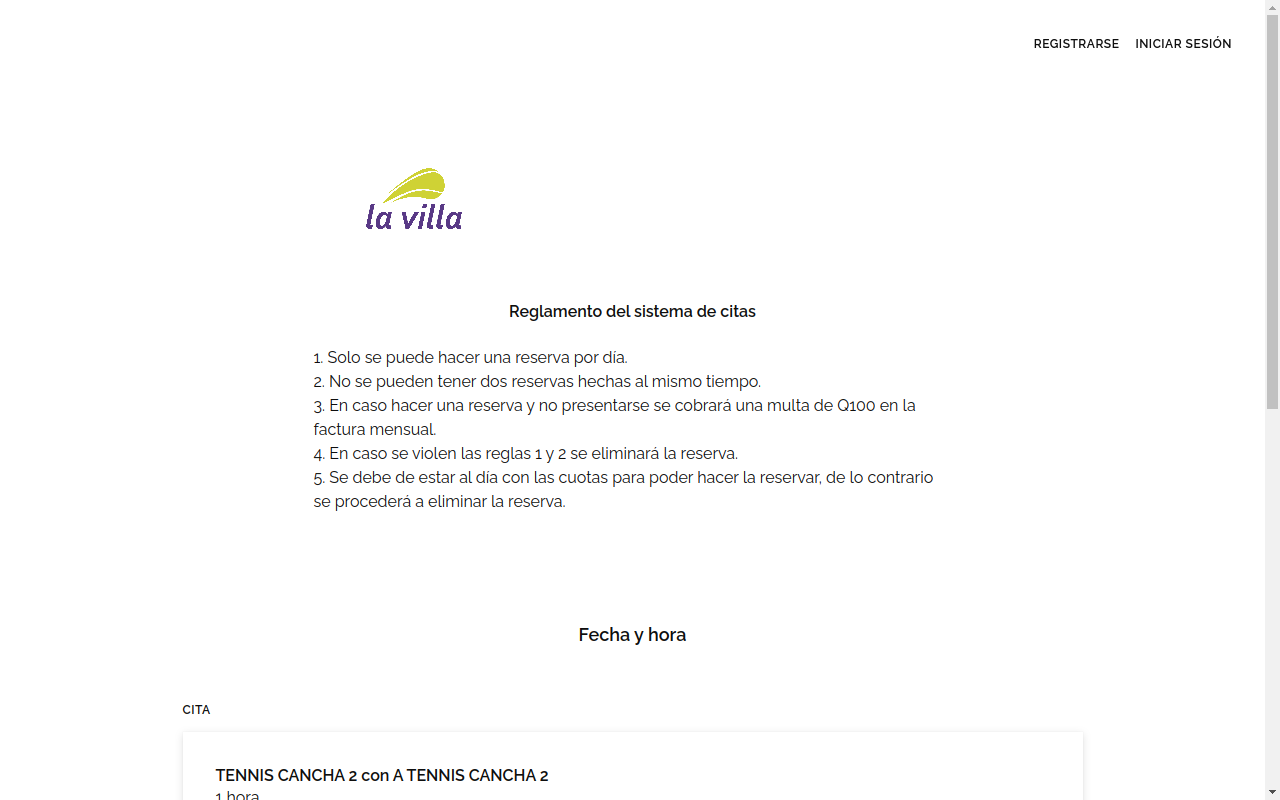 REGISTRARSE INICIAR SESIÓN
la villa
Reglamento del sistema de citas
1. Solo se puede hacer una reserva por día.
2. No se pueden tener dos reservas hechas al mismo tiempo.
3. En caso hacer una reserva y no presentarse se cobrará una multa de Q100 en la
factura mensual.
4. En caso se violen las reglas 1 y 2 se eliminará la reserva.
5. Se debe de estar al día con las cuotas para poder hacer la reservar, de lo contrario
se procederá a eliminar la reserva.
Fecha y hora
CITA
TENNIS CANCHA 2 con A TENNIS CANCHA 2
1 hora